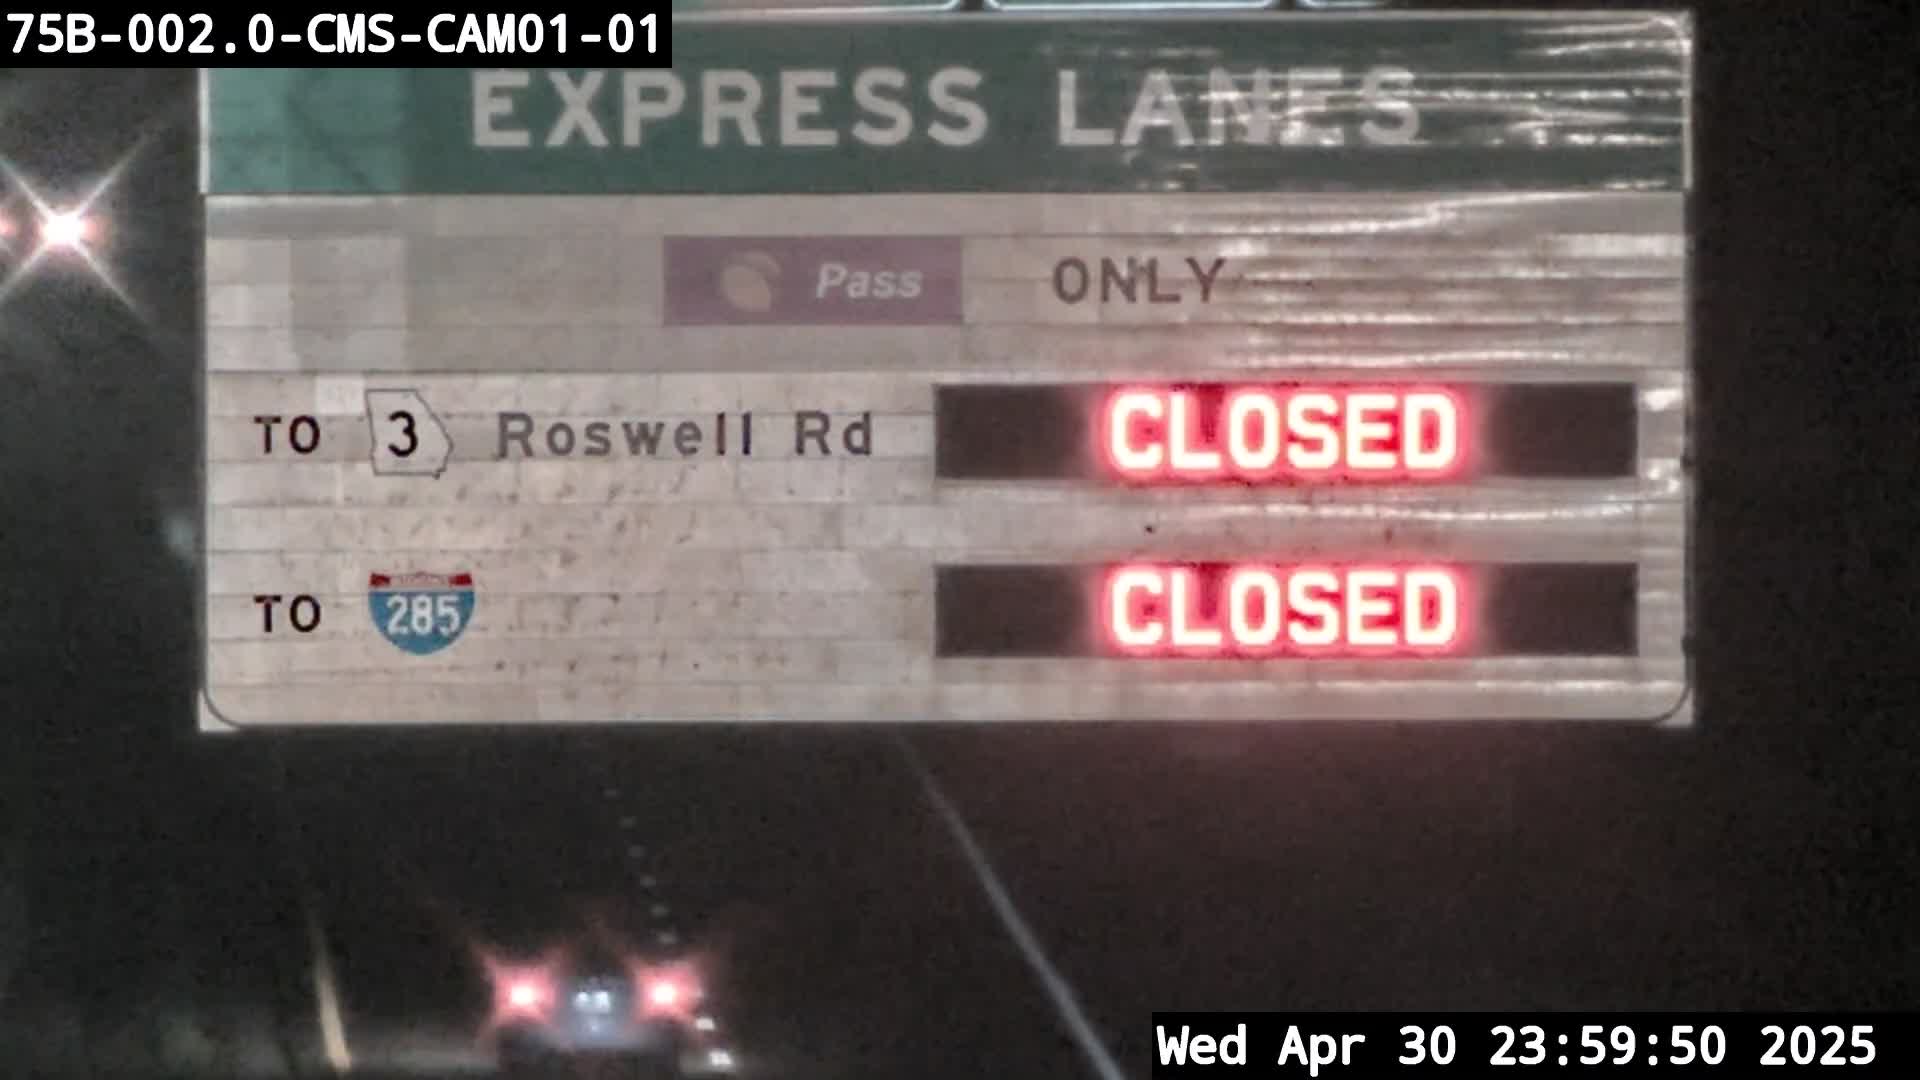 75B-002.0-CMS-CAM01-01
EXPRESS LANES
Pass ONLY
TO 3 Roswell Rd CLOSED
TO 285 CLOSED
Wed Apr 30 23:59:50 2025